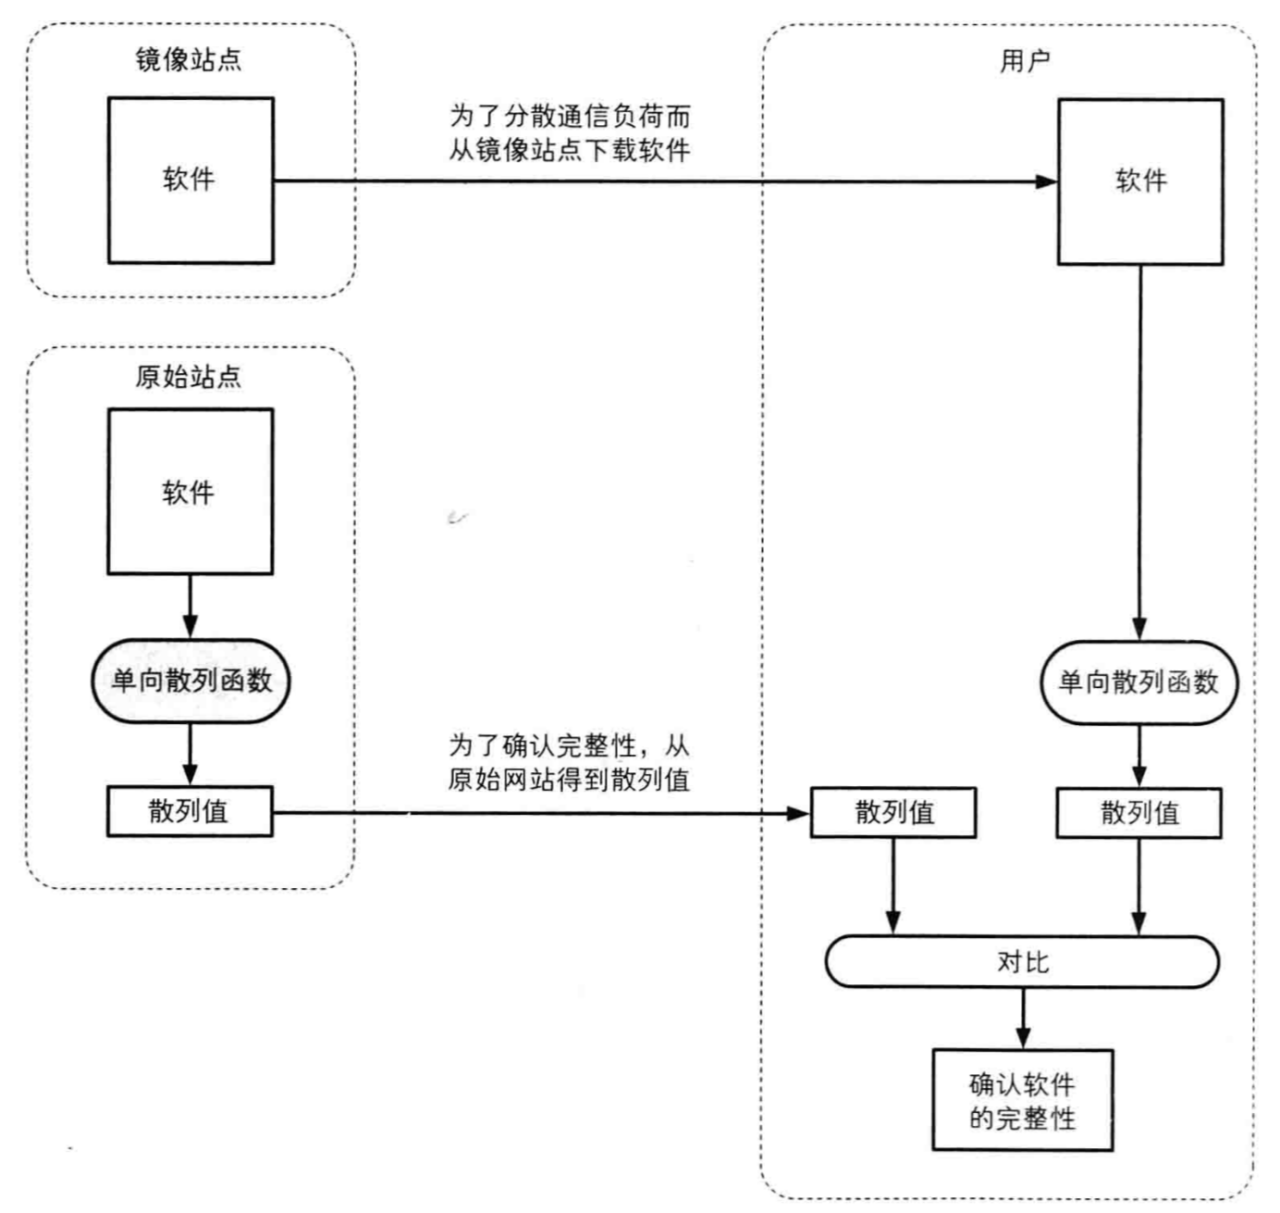 镜像站点
软件
为了分散通信负荷而
从镜像站点下载软件
用户
软件
原始站点
软件
单向散列函数
散列值
为了确认完整性，从
原始网站得到散列值
单向散列函数
散列值
散列值
对比
确认软件
的完整性